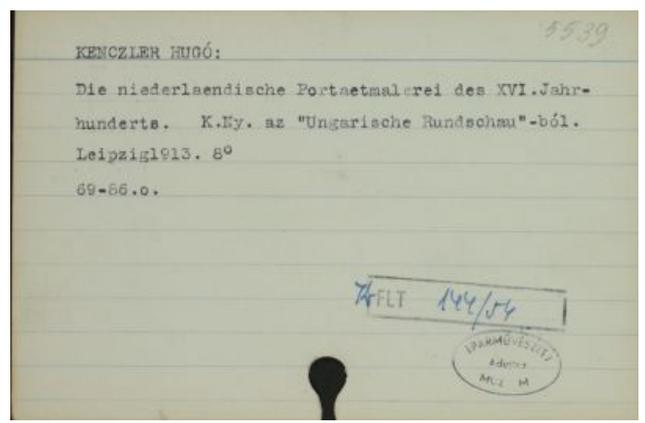 5539
KENCZLER HUGÓ:
Die niederlaendische Portaetmalerei des XVI.Jahr-
hunderts. K.Ny. az "Ungarische Rundschau"-ból.
Leipzig1913. 8º
69-86.o.
FLT 144/54
IPARMŰVÉSZETI
MUZ M